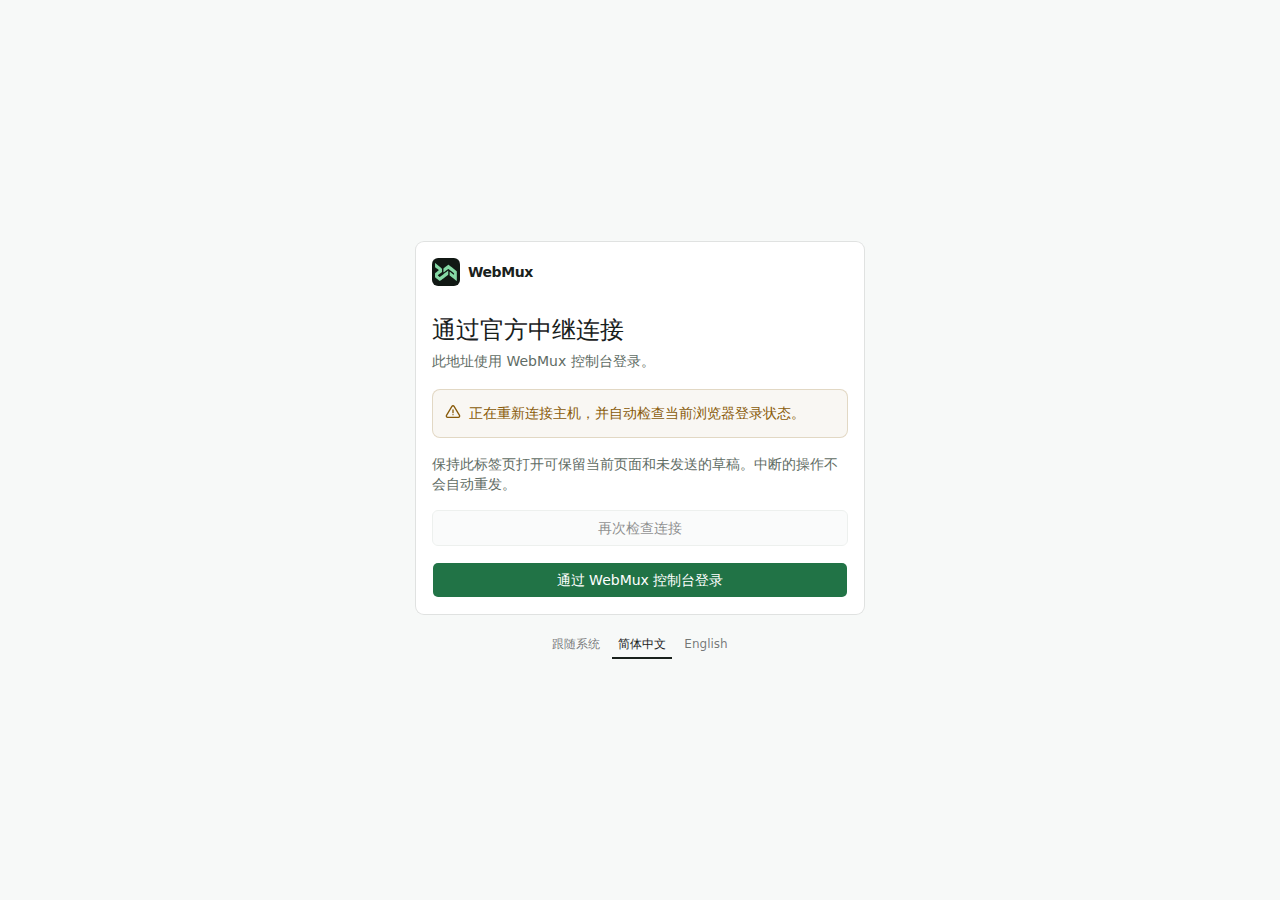 WebMux
通过官方中继连接
此地址使用 WebMux 控制台登录。
正在重新连接主机，并自动检查当前浏览器登录状态。
保持此标签页打开可保留当前页面和未发送的草稿。中断的操作不
会自动重发。
再次检查连接
通过 WebMux 控制台登录
跟随系统 简体中文 English